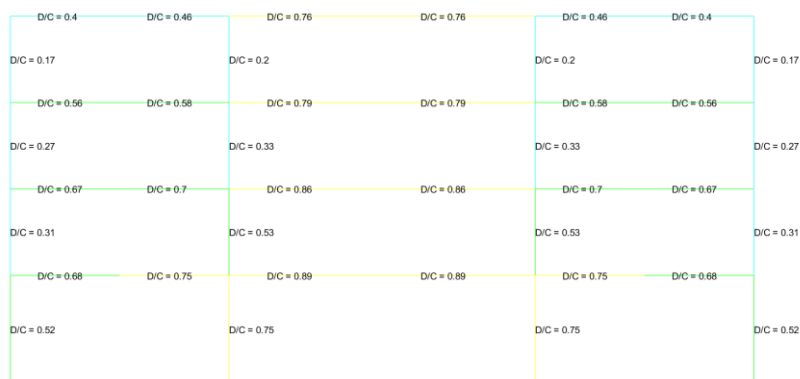 D/C = 0.4 D/C = 0.46 D/C = 0.76 D/C = 0.76 D/C = 0.46 D/C = 0.4
D/C = 0.17 D/C = 0.2 D/C = 0.2 D/C = 0.17
D/C = 0.56 D/C = 0.58 D/C = 0.79 D/C = 0.79 D/C = 0.58 D/C = 0.56
D/C = 0.27 D/C = 0.33 D/C = 0.33 D/C = 0.27
D/C = 0.67 D/C = 0.7 D/C = 0.86 D/C = 0.86 D/C = 0.7 D/C = 0.67
D/C = 0.31 D/C = 0.53 D/C = 0.53 D/C = 0.31
D/C = 0.68 D/C = 0.75 D/C = 0.89 D/C = 0.89 D/C = 0.75 D/C = 0.68
D/C = 0.52 D/C = 0.75 D/C = 0.75 D/C = 0.52